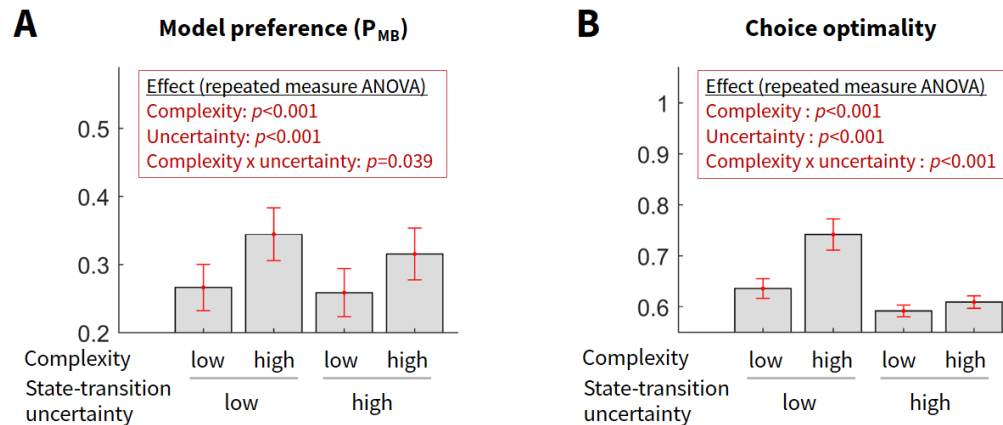 A
Model preference (P_MB)
Effect (repeated measure ANOVA)
Complexity: p<0.001
Uncertainty: p<0.001
Complexity x uncertainty: p=0.039
0.5
0.4
0.3
0.2
Complexity low high low high
State-transition
uncertainty low high
B
Choice optimality
Effect (repeated measure ANOVA)
Complexity : p<0.001
Uncertainty : p<0.001
Complexity x uncertainty : p<0.001
1
0.9
0.8
0.7
0.6
Complexity low high low high
State-transition
uncertainty low high